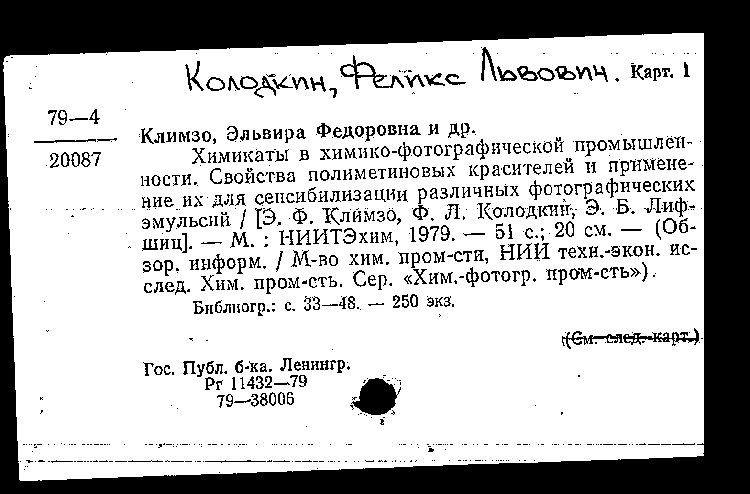 Колодкин, Феликс Львович. Карт. 1
79—4
20087
Климзо, Эльвира Федоровна и др.
Химикаты в химико-фотографической промышлен-
ности. Свойства полиметиновых красителей и примене-
ние их для сенсибилизации различных фотографических
эмульсий / [Э. Ф. Климзо, Ф. Л. Колодкин, Э. Б. Лиф-
шиц]. — М. : НИИТЭхим, 1979. — 51 с.; 20 см. — (Об-
зор. информ. / М-во хим. пром-сти, НИИ техн.-экон. ис-
след. Хим. пром-сть. Сер. «Хим.-фотогр. пром-сть»).
Библиогр.: с. 33—48. — 250 экз.
(См. след. карт.)
Гос. Публ. б-ка. Ленингр.
Рг 11432—79
79—38006